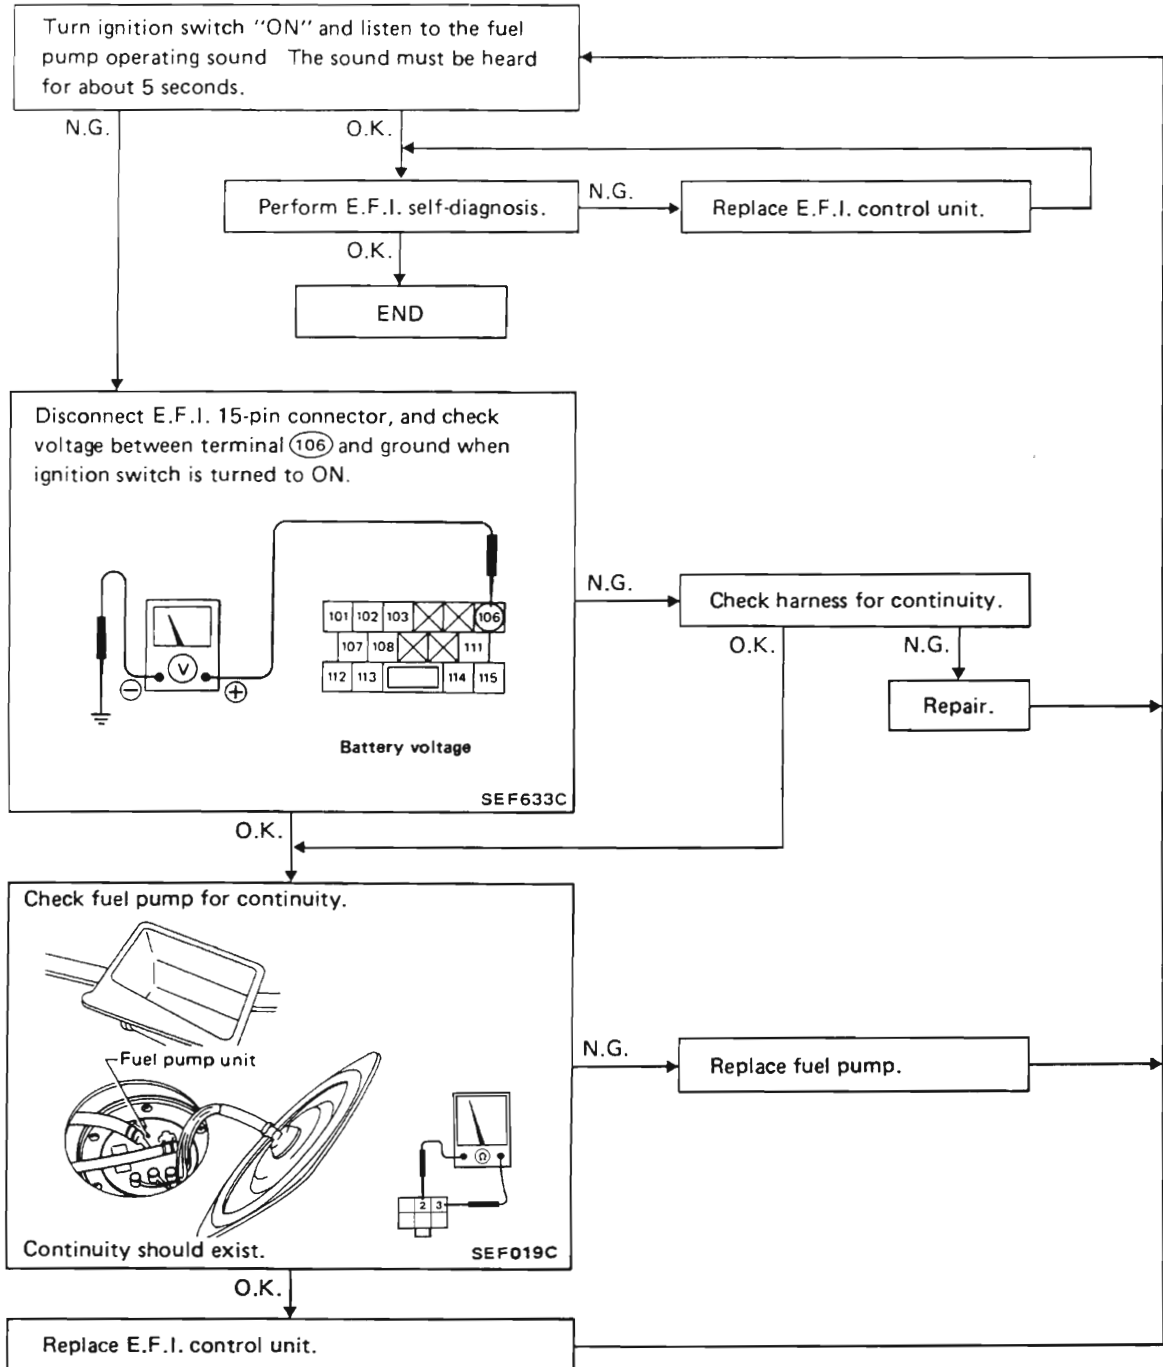 Turn ignition switch "ON" and listen to the fuel
pump operating sound The sound must be heard
for about 5 seconds.
N.G.
O.K.
Perform E.F.I. self-diagnosis.
N.G.
Replace E.F.I. control unit.
O.K.
END
Disconnect E.F.I. 15-pin connector, and check
voltage between terminal 106 and ground when
ignition switch is turned to ON.
101 102 103 106
107 108 111
112 113 114 115
V
⊖ ⊕
Battery voltage
SEF633C
N.G.
Check harness for continuity.
O.K.
N.G.
Repair.
O.K.
Check fuel pump for continuity.
Fuel pump unit
Ω
2 3
Continuity should exist.
SEF019C
N.G.
Replace fuel pump.
O.K.
Replace E.F.I. control unit.